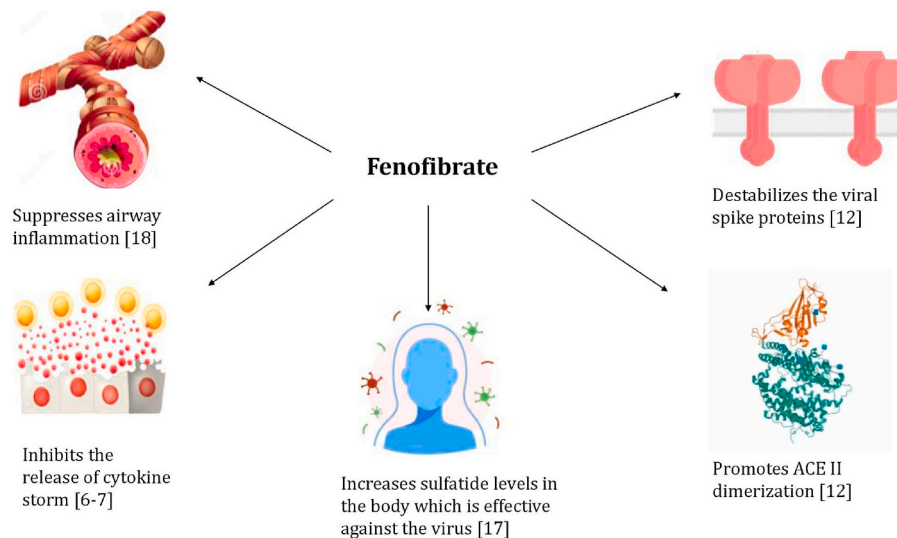 Fenofibrate
Suppresses airway
inflammation [18]
Destabilizes the viral
spike proteins [12]
Inhibits the
release of cytokine
storm [6-7]
Increases sulfatide levels in
the body which is effective
against the virus [17]
Promotes ACE II
dimerization [12]